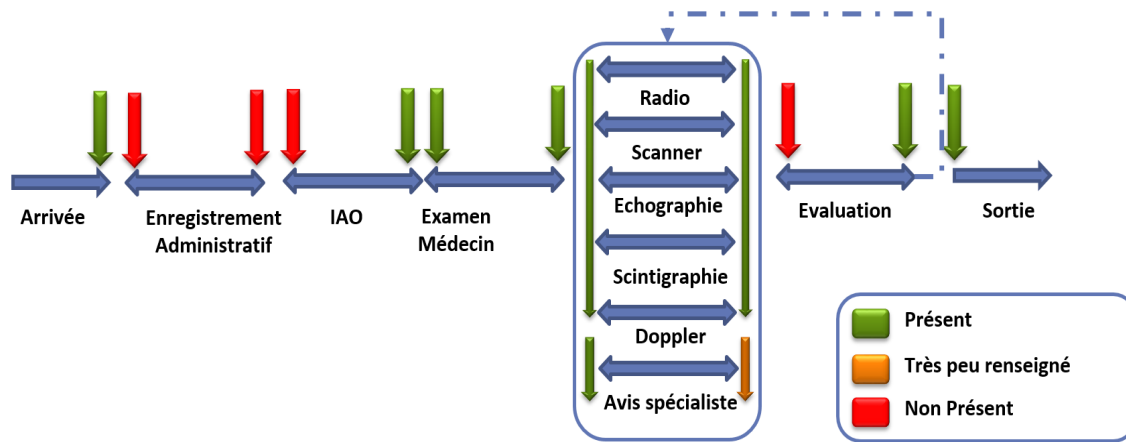 Arrivée
Enregistrement
Administratif
IAO
Examen
Médecin
Radio
Scanner
Echographie
Scintigraphie
Doppler
Avis spécialiste
Evaluation
Sortie
Présent
Très peu renseigné
Non Présent